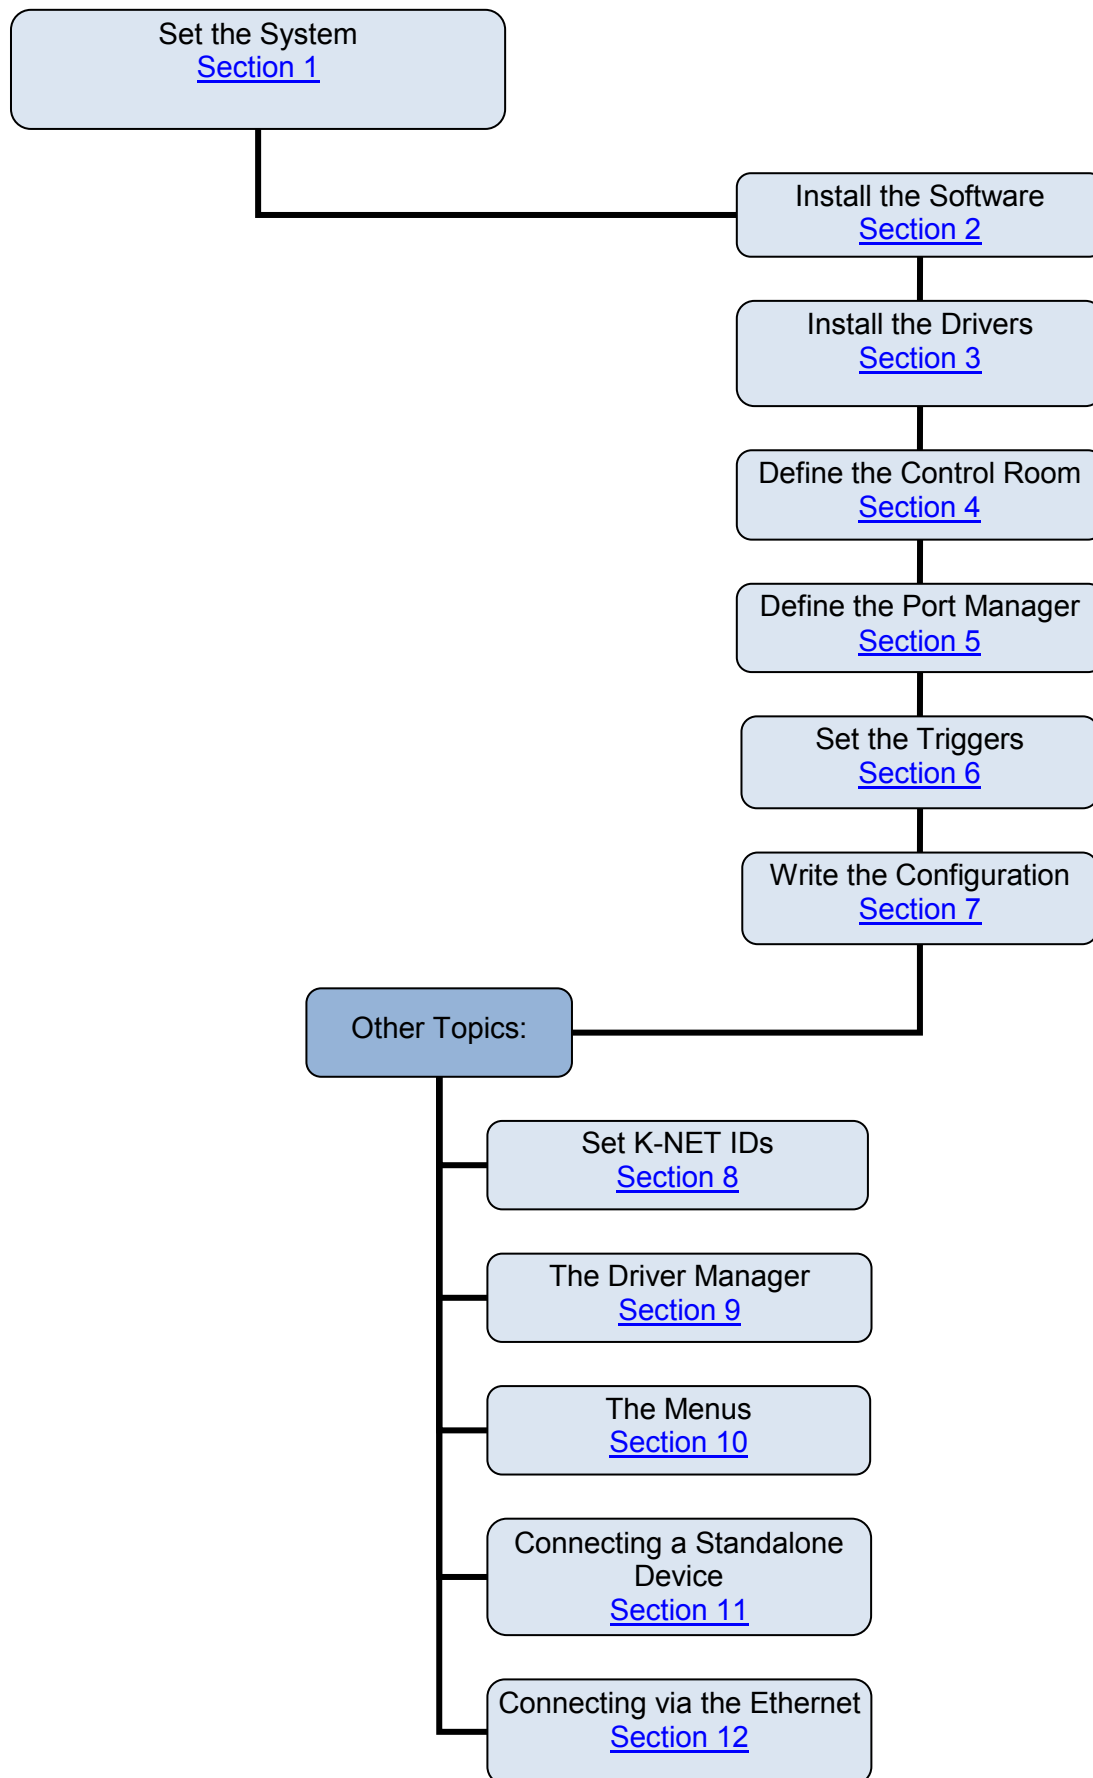 Set the System
Section 1
Install the Software
Section 2
Install the Drivers
Section 3
Define the Control Room
Section 4
Define the Port Manager
Section 5
Set the Triggers
Section 6
Write the Configuration
Section 7
Other Topics:
Set K-NET IDs
Section 8
The Driver Manager
Section 9
The Menus
Section 10
Connecting a Standalone
Device
Section 11
Connecting via the Ethernet
Section 12